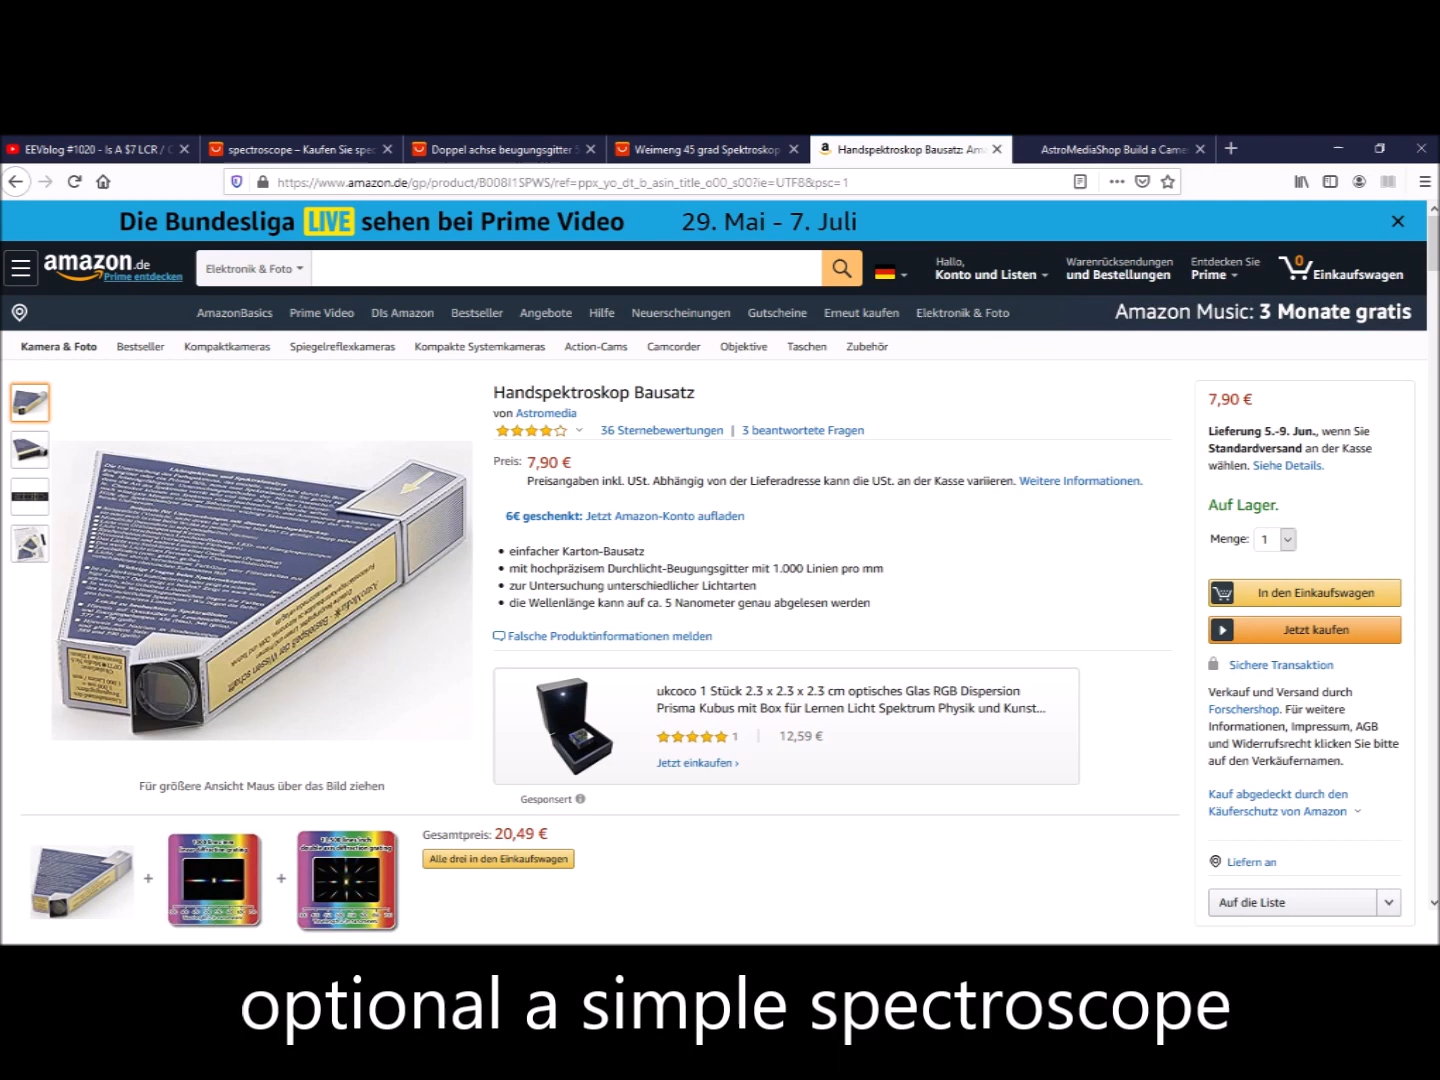 EEVblog #1020 - Is A $7 LCR / C
spectroscope – Kaufen Sie spec
Doppel achse beugungsgitter 5
Weimeng 45 grad Spektroskop
Handspektroskop Bausatz: Am
AstroMediaShop Build a Came
https://www.amazon.de/gp/product/B008I1SPWS/ref=ppx_yo_dt_b_asin_title_o00_s00?ie=UTF8&psc=1
Die Bundesliga LIVE sehen bei Prime Video 29. Mai - 7. Juli
amazon.de
Prime entdecken
Elektronik & Foto
Hallo,
Konto und Listen
Warenrücksendungen
und Bestellungen
Entdecken Sie
Prime
0
Einkaufswagen
AmazonBasics Prime Video DIs Amazon Bestseller Angebote Hilfe Neuerscheinungen Gutscheine Erneut kaufen Elektronik & Foto
Amazon Music: 3 Monate gratis
Kamera & Foto Bestseller Kompaktkameras Spiegelreflexkameras Kompakte Systemkameras Action-Cams Camcorder Objektive Taschen Zubehör
Handspektroskop Bausatz
von Astromedia
36 Sternebewertungen | 3 beantwortete Fragen
Preis: 7,90 €
Preisangaben inkl. USt. Abhängig von der Lieferadresse kann die USt. an der Kasse variieren. Weitere Informationen.
6€ geschenkt: Jetzt Amazon-Konto aufladen
• einfacher Karton-Bausatz
• mit hochpräzisem Durchlicht-Beugungsgitter mit 1.000 Linien pro mm
• zur Untersuchung unterschiedlicher Lichtarten
• die Wellenlänge kann auf ca. 5 Nanometer genau abgelesen werden
Falsche Produktinformationen melden
ukcoco 1 Stück 2.3 x 2.3 x 2.3 cm optisches Glas RGB Dispersion
Prisma Kubus mit Box für Lernen Licht Spektrum Physik und Kunst...
1 | 12,59 €
Jetzt einkaufen ›
Gesponsert
Für größere Ansicht Maus über das Bild ziehen
+ +
Gesamtpreis: 20,49 €
Alle drei in den Einkaufswagen
7,90 €
Lieferung 5.-9. Jun., wenn Sie
Standardversand an der Kasse
wählen. Siehe Details.
Auf Lager.
Menge: 1
In den Einkaufswagen
Jetzt kaufen
Sichere Transaktion
Verkauf und Versand durch
Forschershop. Für weitere
Informationen, Impressum, AGB
und Widerrufsrecht klicken Sie bitte
auf den Verkäufernamen.
Kauf abgedeckt durch den
Käuferschutz von Amazon
Liefern an
Auf die Liste
optional a simple spectroscope